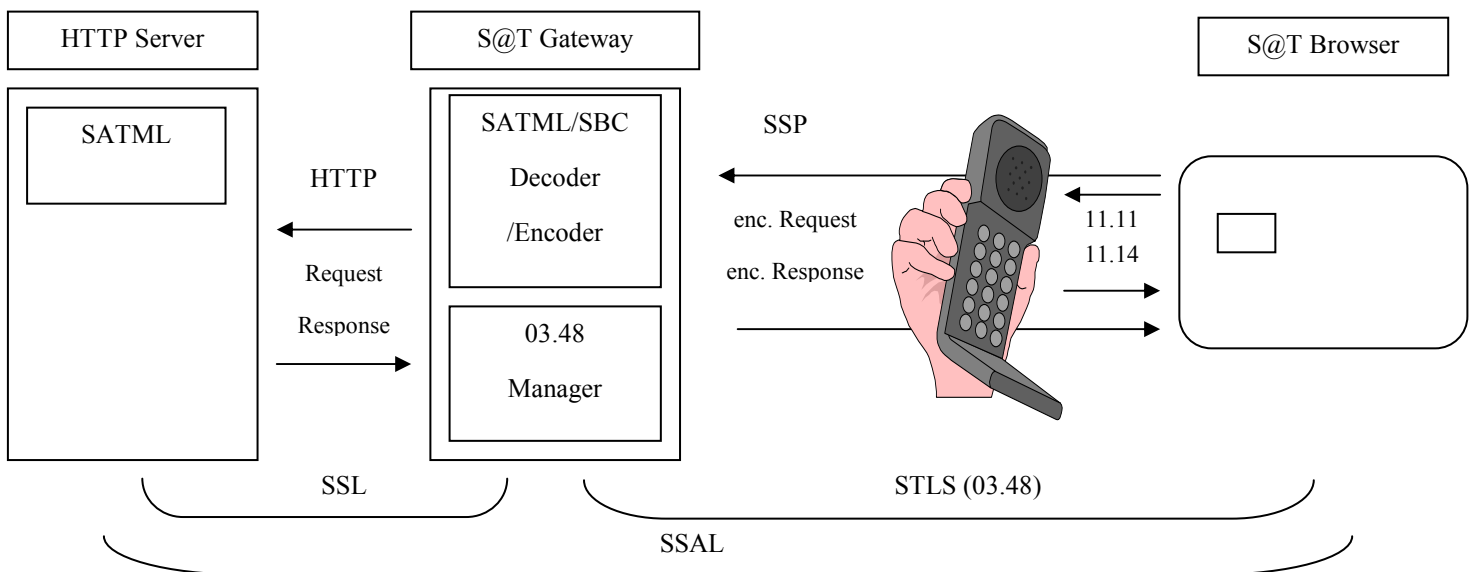 HTTP Server
S@T Gateway
S@T Browser
SATML
SATML/SBC
Decoder
/Encoder
03.48
Manager
HTTP
Request
Response
SSP
enc. Request
enc. Response
11.11
11.14
SSL
STLS (03.48)
SSAL